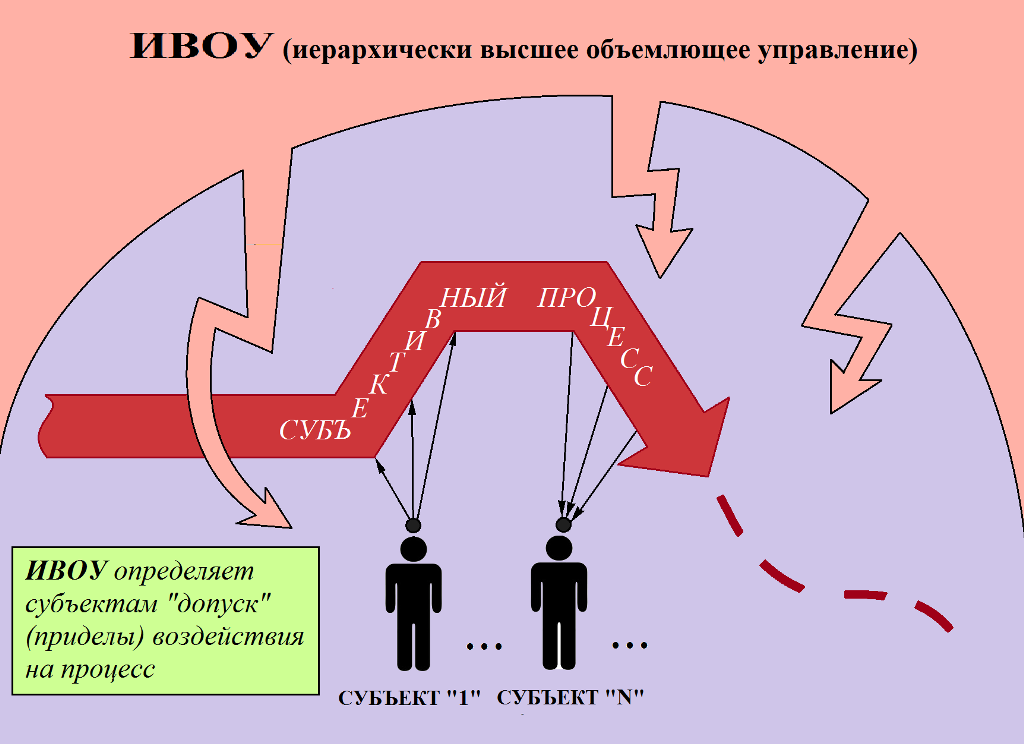 ИВОУ (иерархически высшее объемлющее управление)
СУБЪЕКТИВНЫЙ ПРОЦЕСС
ИВОУ определяет
субъектам "допуск"
(приделы) воздействия
на процесс
... ...
СУБЪЕКТ "1" СУБЪЕКТ "N"